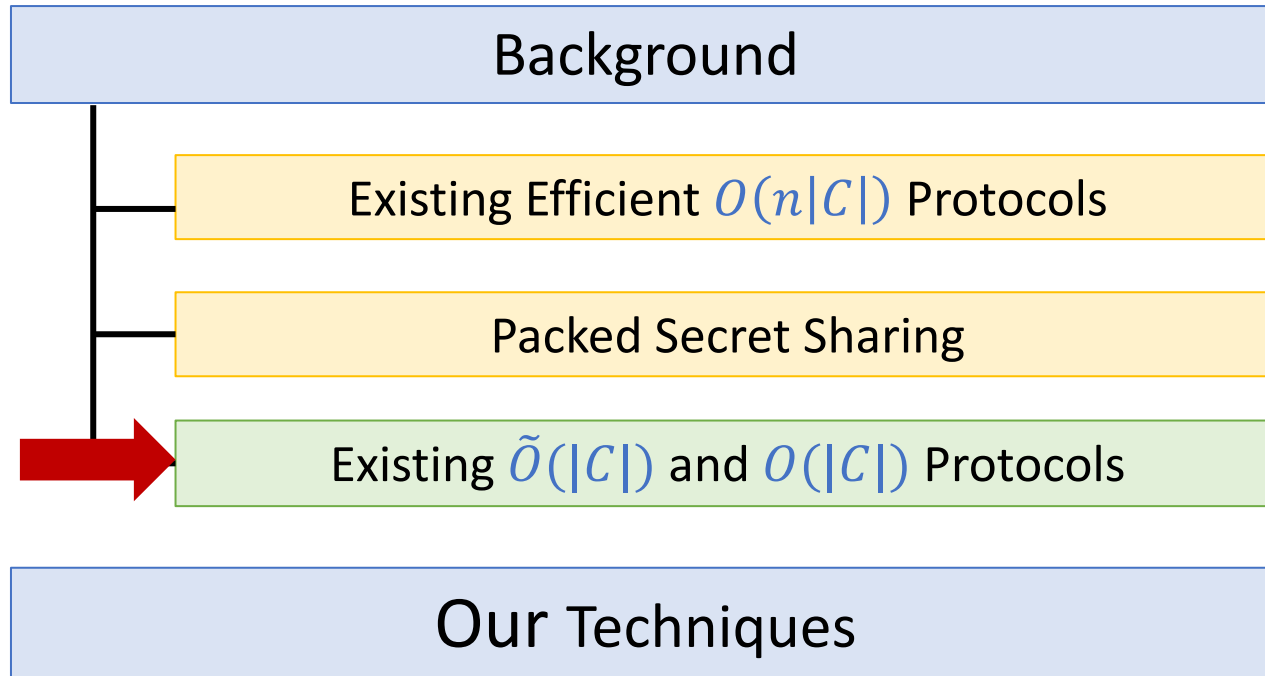 Background
Existing Efficient O(n|C|) Protocols
Packed Secret Sharing
Existing Õ(|C|) and O(|C|) Protocols
Our Techniques